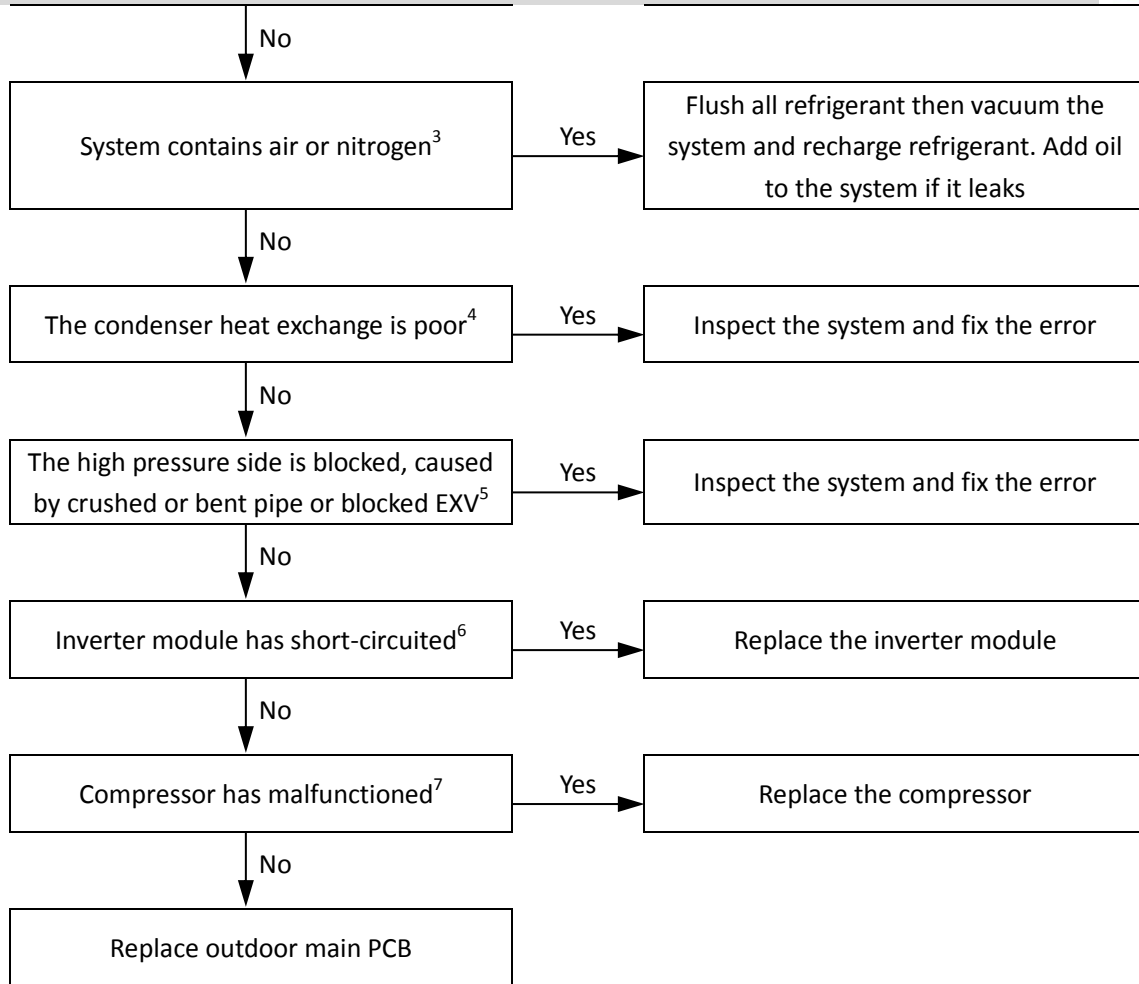 No
System contains air or nitrogen3
Yes
Flush all refrigerant then vacuum the
system and recharge refrigerant. Add oil
to the system if it leaks
No
The condenser heat exchange is poor4
Yes
Inspect the system and fix the error
No
The high pressure side is blocked, caused
by crushed or bent pipe or blocked EXV5
Yes
Inspect the system and fix the error
No
Inverter module has short-circuited6
Yes
Replace the inverter module
No
Compressor has malfunctioned7
Yes
Replace the compressor
No
Replace outdoor main PCB